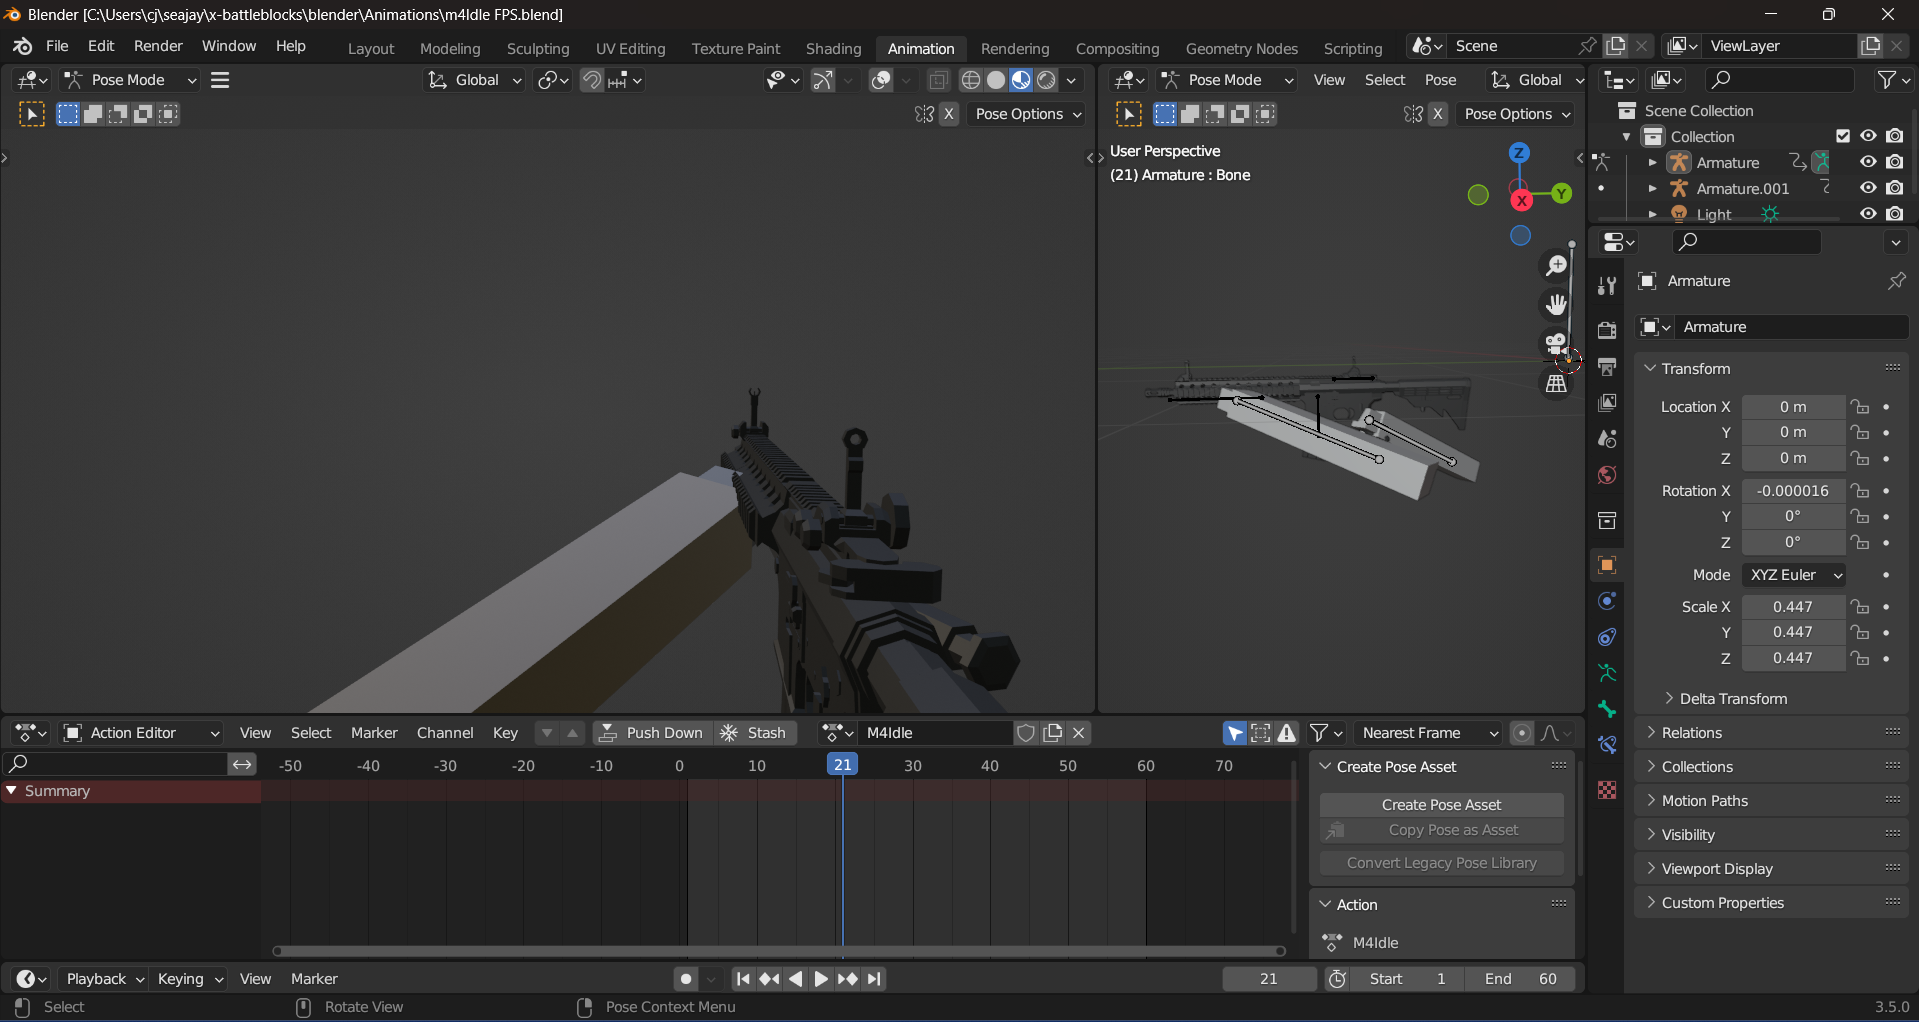 Blender [C:\Users\cj\seajay\x-battleblocks\blender\Animations\m4Idle FPS.blend]
File Edit Render Window Help Layout Modeling Sculpting UV Editing Texture Paint Shading Animation Rendering Compositing Geometry Nodes Scripting Scene ViewLayer
Pose Mode Global Pose Mode View Select Pose Global
X Pose Options X Pose Options
Scene Collection
Collection
Armature
Armature.001
Light
User Perspective
(21) Armature : Bone
Z
Y
X
Armature
Armature
Transform
Location X 0 m
Y 0 m
Z 0 m
Rotation X -0.000016
Y 0°
Z 0°
Mode XYZ Euler
Scale X 0.447
Y 0.447
Z 0.447
Delta Transform
Relations
Collections
Motion Paths
Visibility
Viewport Display
Custom Properties
Action Editor View Select Marker Channel Key Push Down Stash M4Idle Nearest Frame
-50 -40 -30 -20 -10 0 10 21 30 40 50 60 70
Summary
Create Pose Asset
Create Pose Asset
Copy Pose as Asset
Convert Legacy Pose Library
Action
M4Idle
Playback Keying View Marker 21 Start 1 End 60
Select Rotate View Pose Context Menu 3.5.0